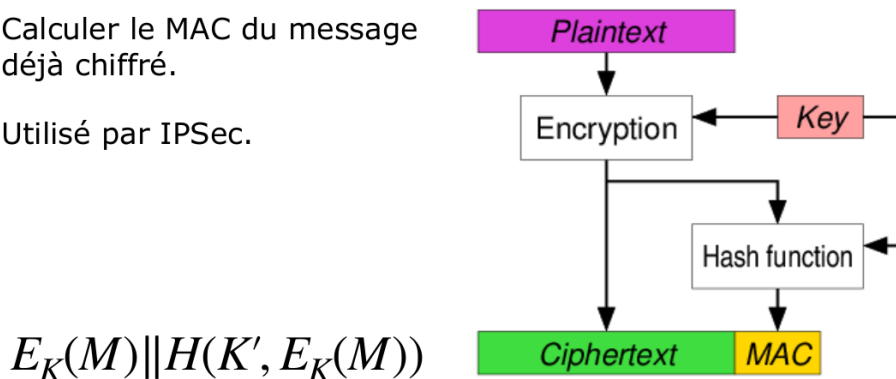 Calculer le MAC du message
déjà chiffré.
Utilisé par IPSec.
E_K(M)||H(K′, E_K(M))
Plaintext
Encryption
Key
Hash function
Ciphertext
MAC